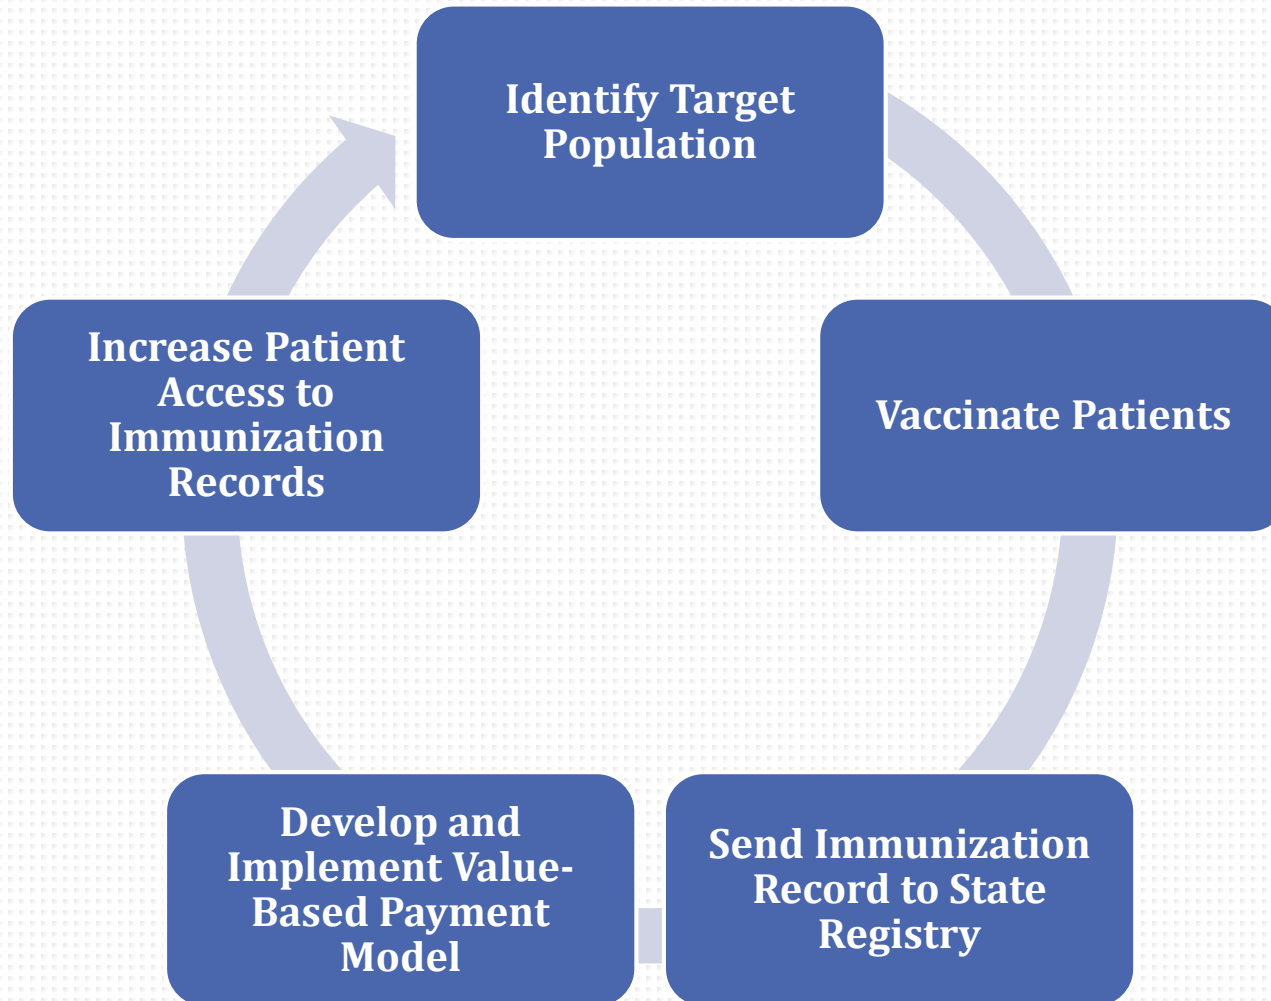 Identify Target
Population
Vaccinate Patients
Send Immunization
Record to State
Registry
Develop and
Implement Value-
Based Payment
Model
Increase Patient
Access to
Immunization
Records